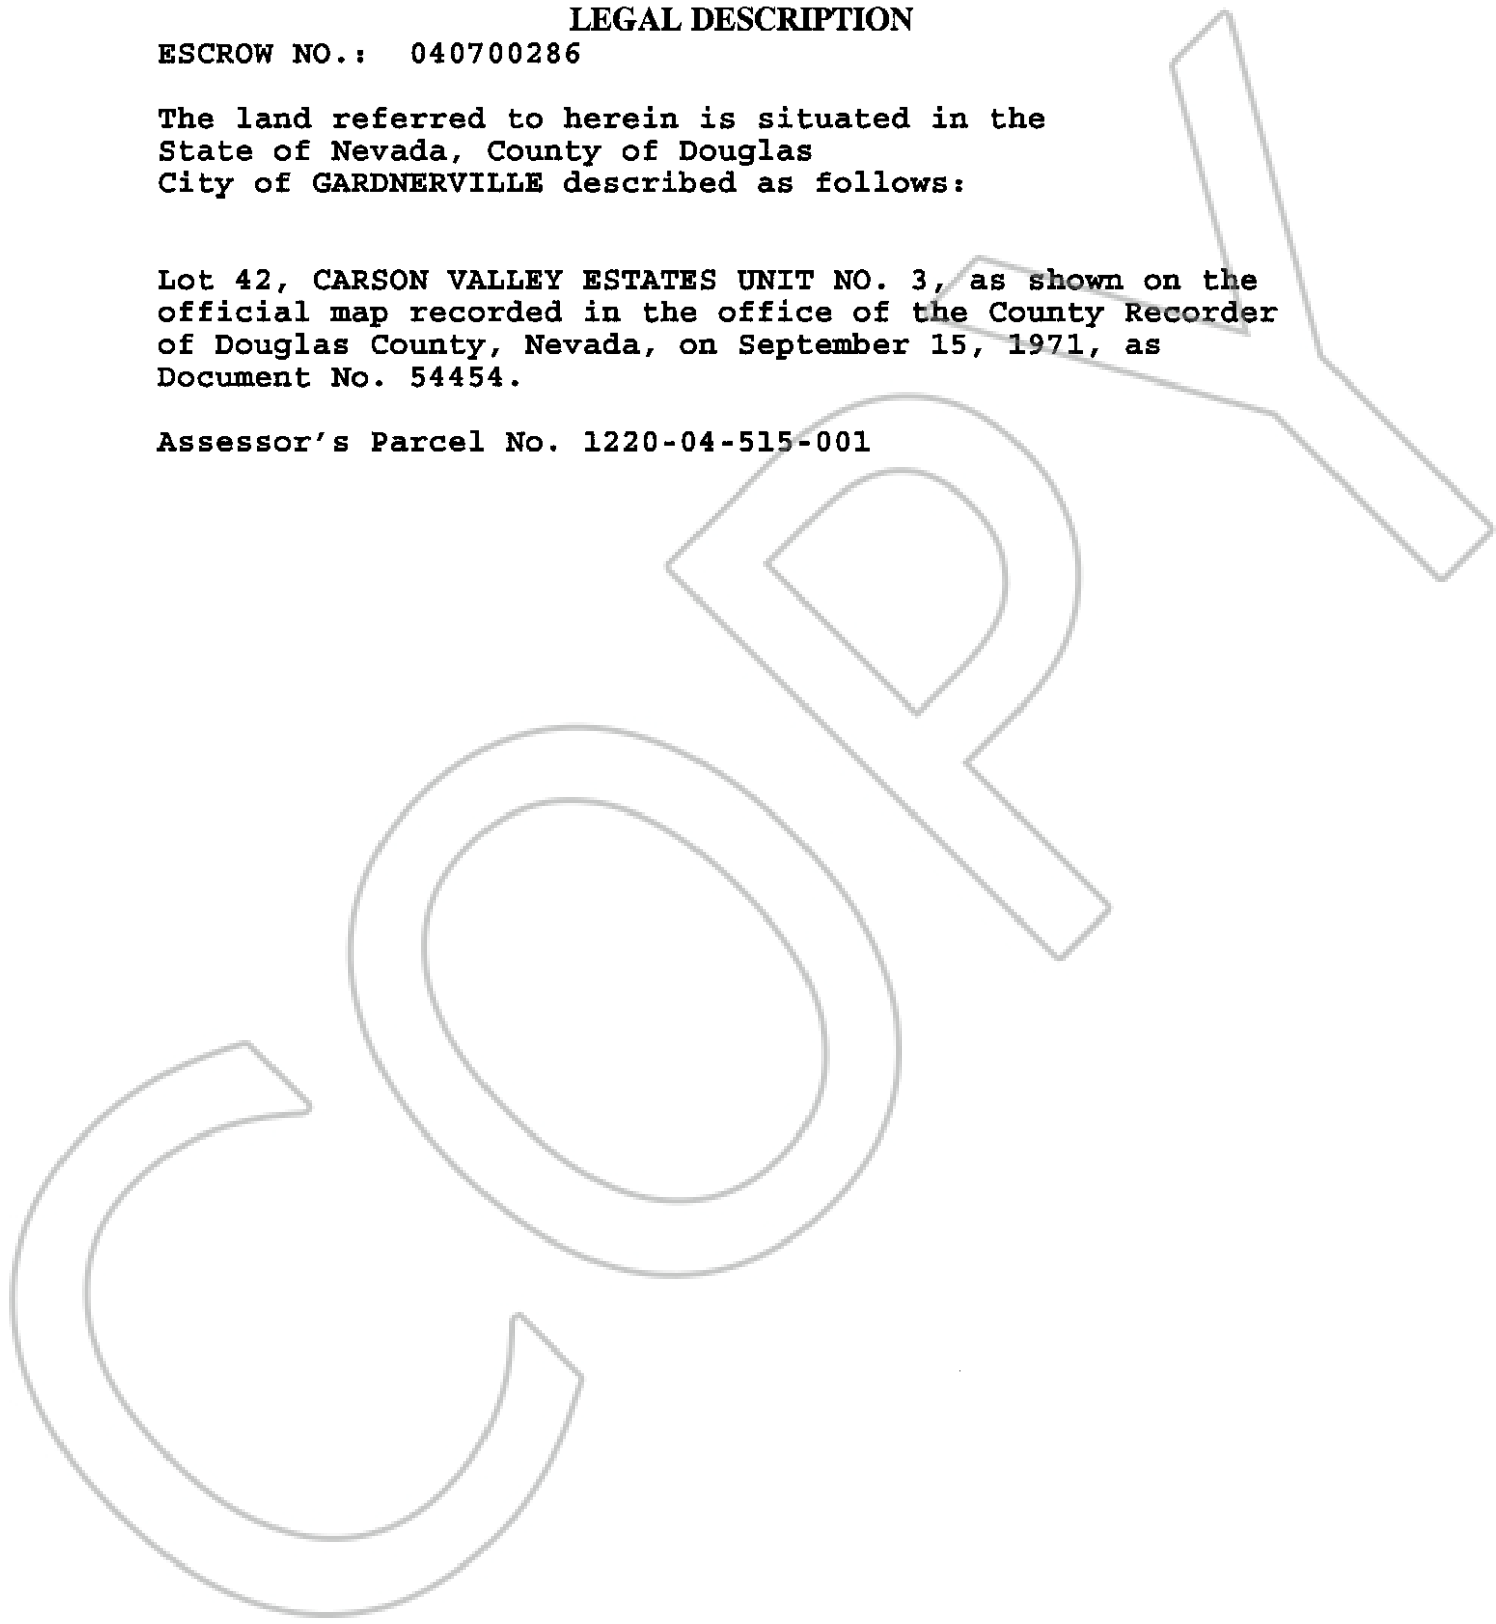 LEGAL DESCRIPTION
ESCROW NO.: 040700286
The land referred to herein is situated in the
State of Nevada, County of Douglas
City of GARDNERVILLE described as follows:
Lot 42, CARSON VALLEY ESTATES UNIT NO. 3, as shown on the
official map recorded in the office of the County Recorder
of Douglas County, Nevada, on September 15, 1971, as
Document No. 54454.
Assessor's Parcel No. 1220-04-515-001
COPY